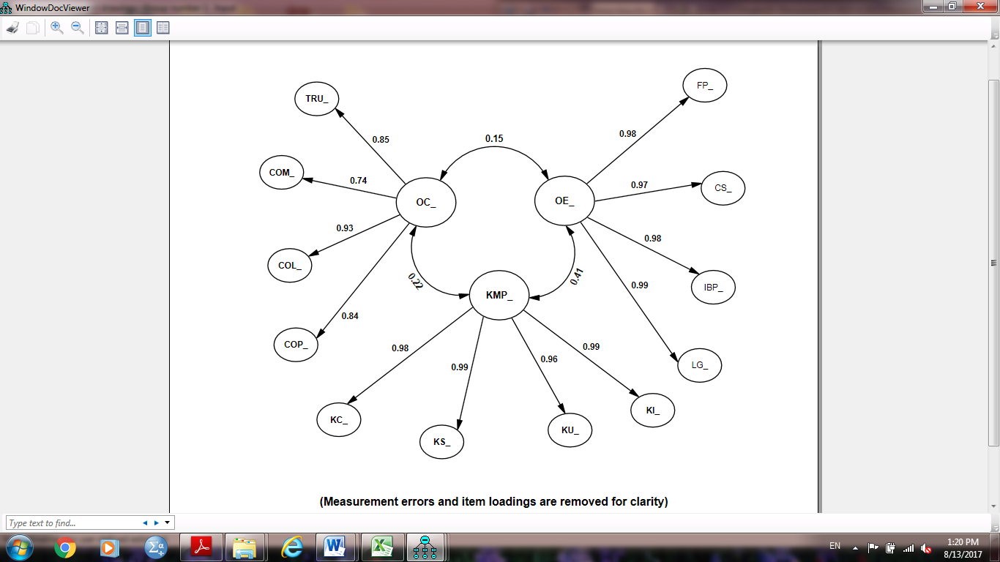 WindowDocViewer
FP_
TRU_
0.98
0.15
0.85
COM_
0.74
0.97
CS_
OC_
OE_
0.93
0.98
COL_
0.22
0.41
0.99
IBP_
KMP_
0.84
COP_
0.98
0.99
0.96
0.99
LG_
KC_
KS_
KU_
KI_
(Measurement errors and item loadings are removed for clarity)
Type text to find...
EN
1:20 PM
8/13/2017